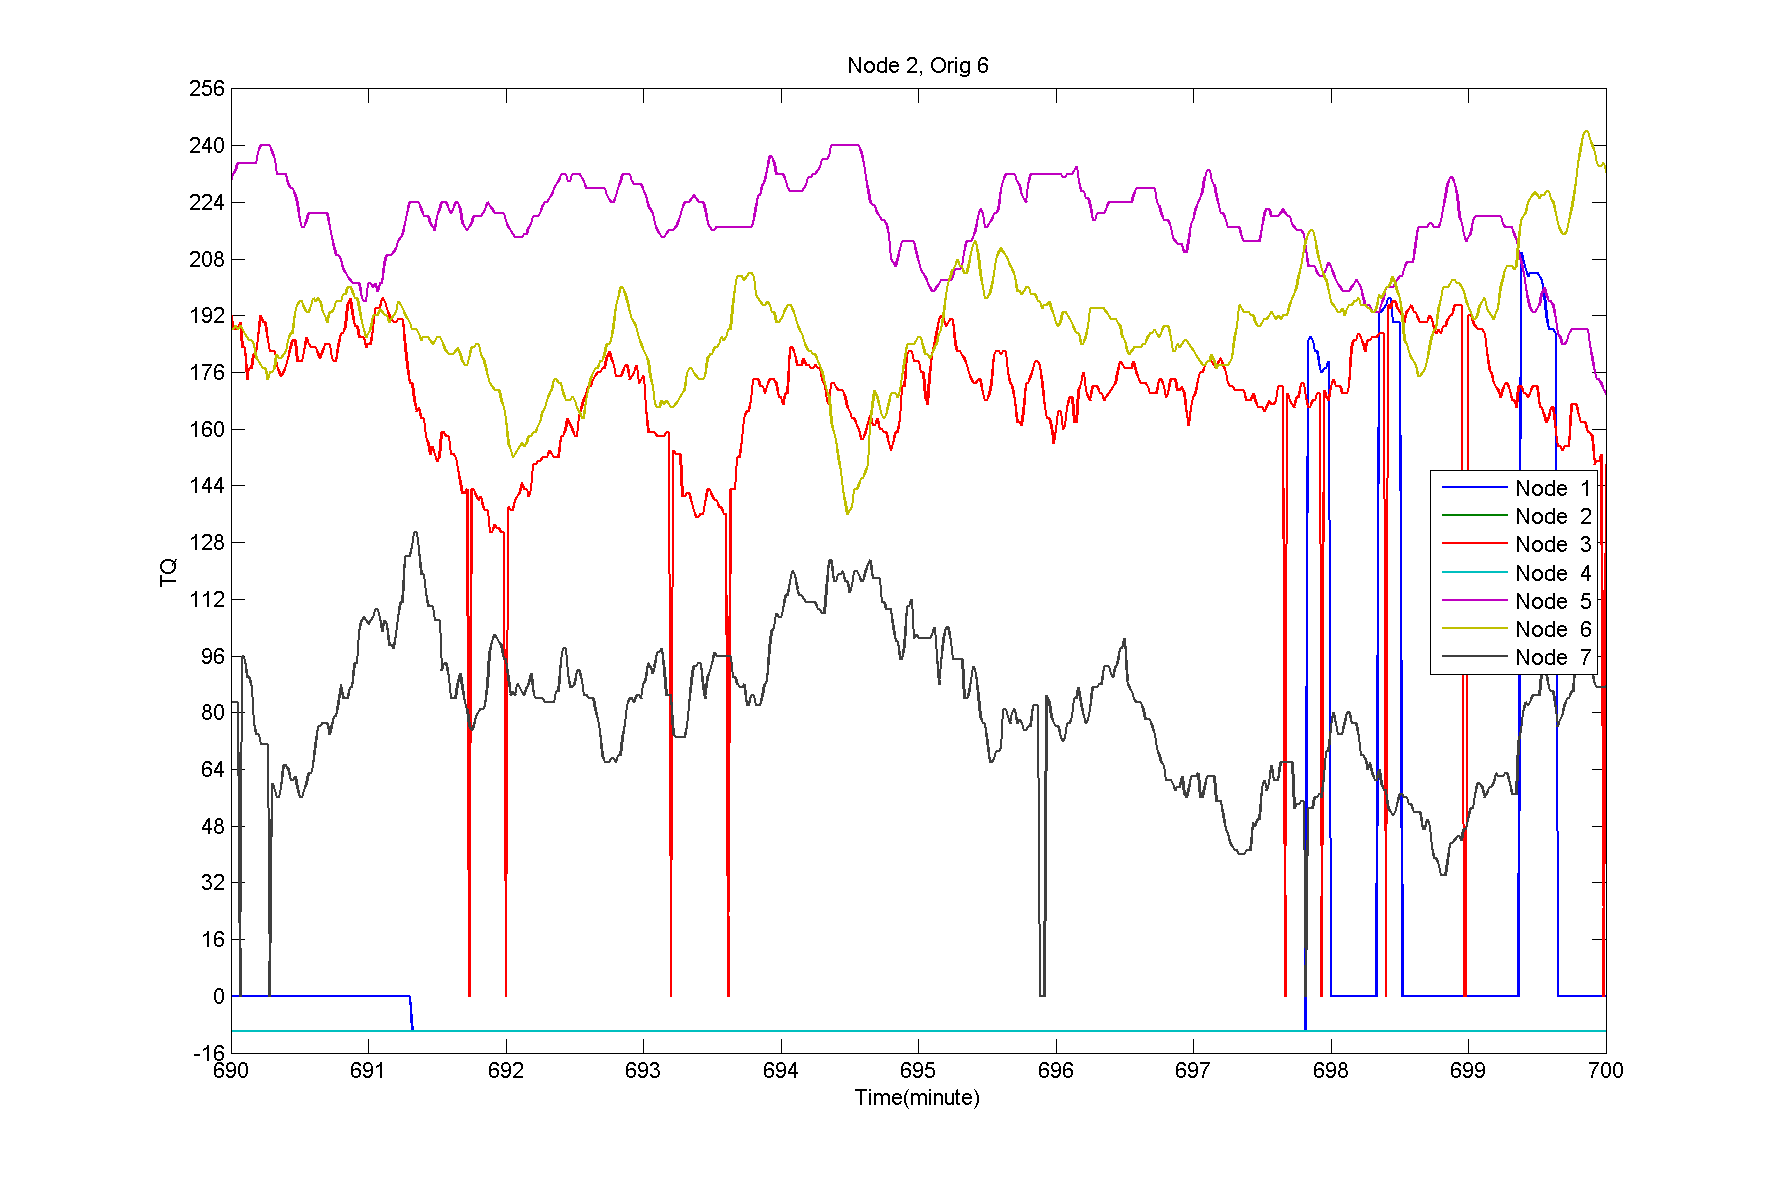 Node 2, Orig 6
256
240
224
208
192
176
160
144
128
112
96
80
64
48
32
16
0
-16
TQ
Node 1
Node 2
Node 3
Node 4
Node 5
Node 6
Node 7
690 691 692 693 694 695 696 697 698 699 700
Time(minute)